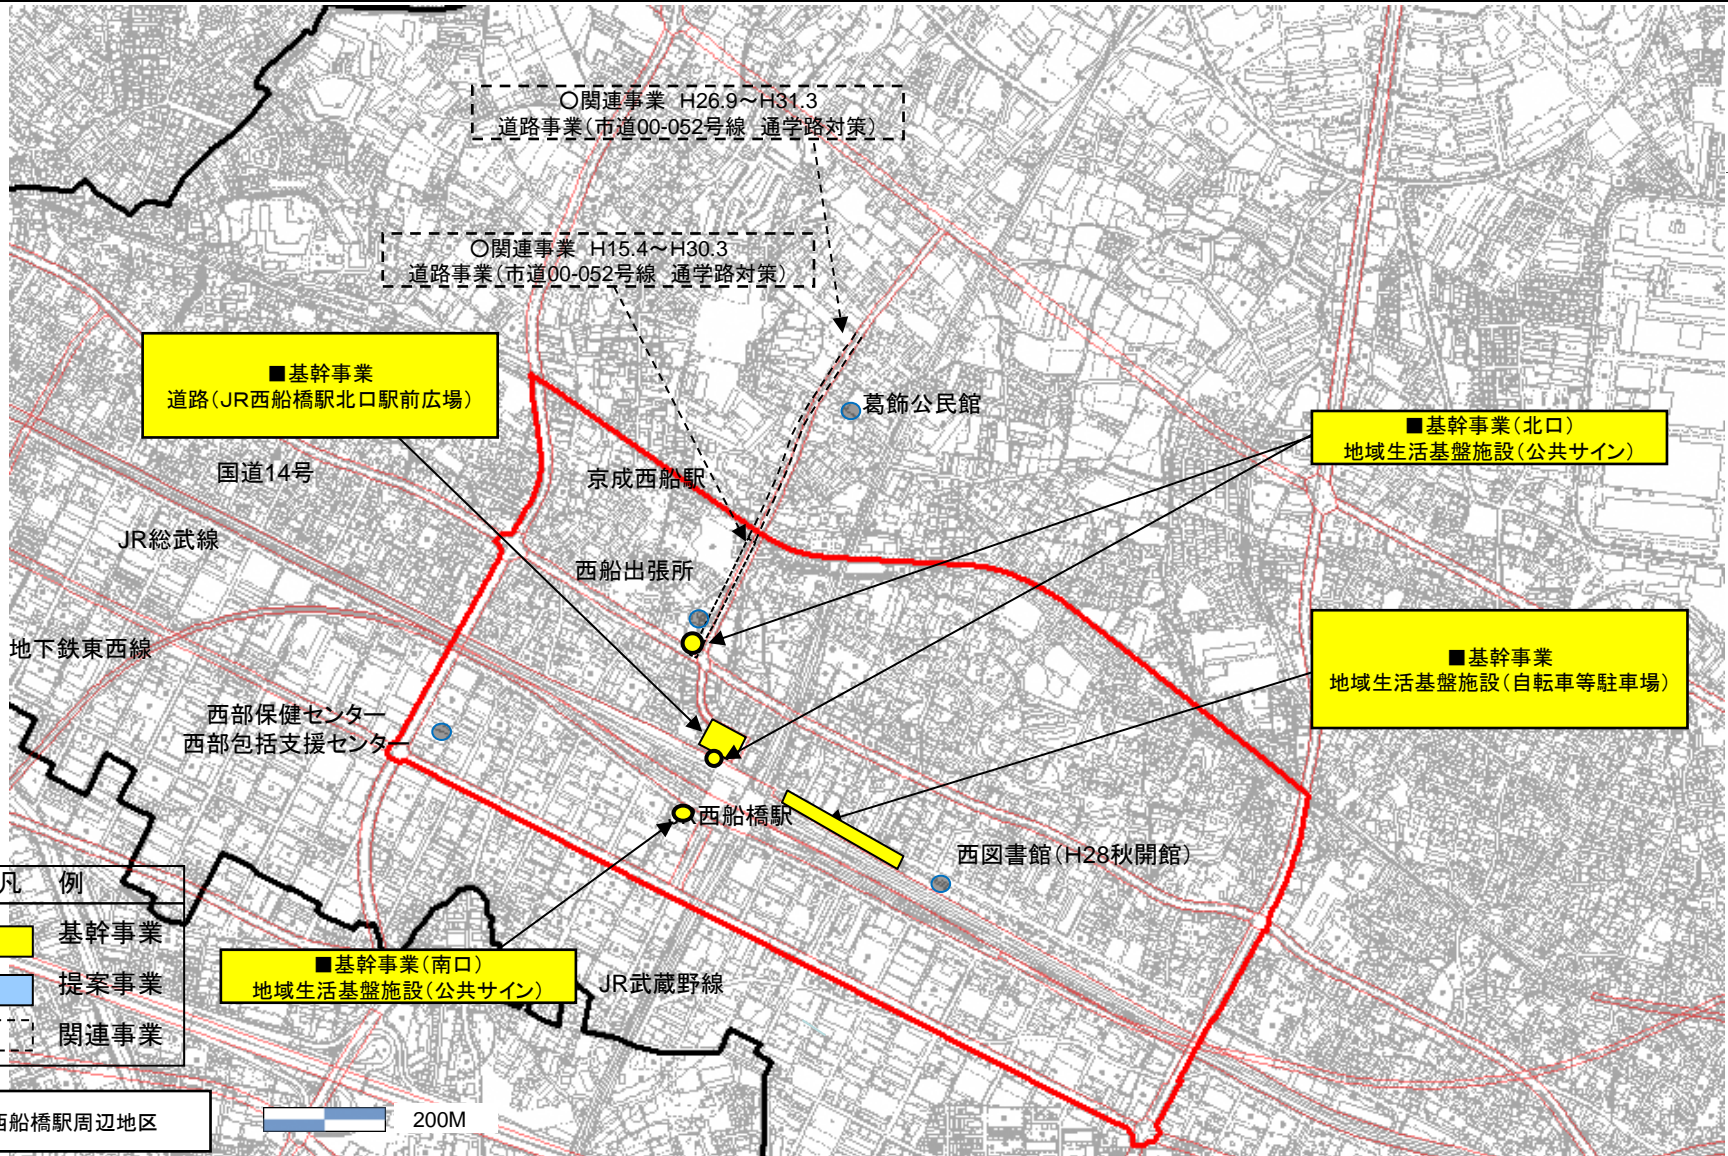 ○関連事業 H26.9～H31.3
道路事業(市道00-052号線 通学路対策)
○関連事業 H15.4～H30.3
道路事業(市道00-052号線 通学路対策)
■基幹事業
道路(JR西船橋駅北口駅前広場)
葛飾公民館
■基幹事業(北口)
地域生活基盤施設(公共サイン)
国道14号
京成西船駅
JR総武線
西船出張所
地下鉄東西線
■基幹事業
地域生活基盤施設(自転車等駐車場)
西部保健センター
西部包括支援センター
JR西船橋駅
西図書館(H28秋開館)
凡 例
基幹事業
提案事業
関連事業
■基幹事業(南口)
地域生活基盤施設(公共サイン)
JR武蔵野線
西船橋駅周辺地区
200M